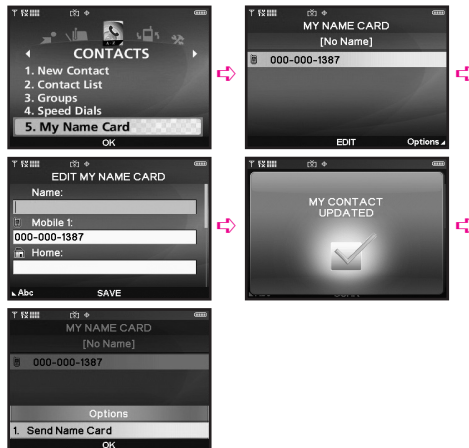 CONTACTS
1. New Contact
2. Contact List
3. Groups
4. Speed Dials
5. My Name Card
OK
MY NAME CARD
[No Name]
000-000-1387
EDIT Options
EDIT MY NAME CARD
Name:
Mobile 1:
000-000-1387
Home:
Abc SAVE
MY CONTACT
UPDATED
MY NAME CARD
[No Name]
000-000-1387
Options
1. Send Name Card
OK